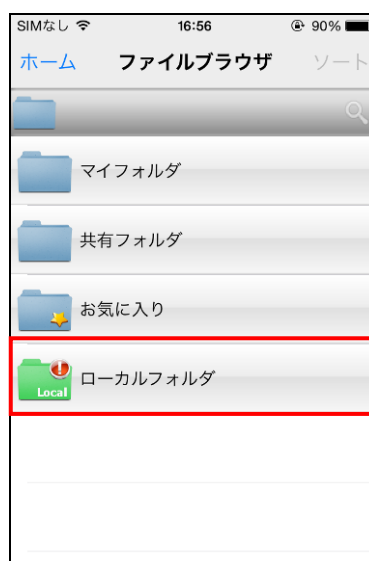 SIMなし 16:56 90%
ホーム ファイルブラウザ ソート
マイフォルダ
共有フォルダ
お気に入り
ローカルフォルダ
Local